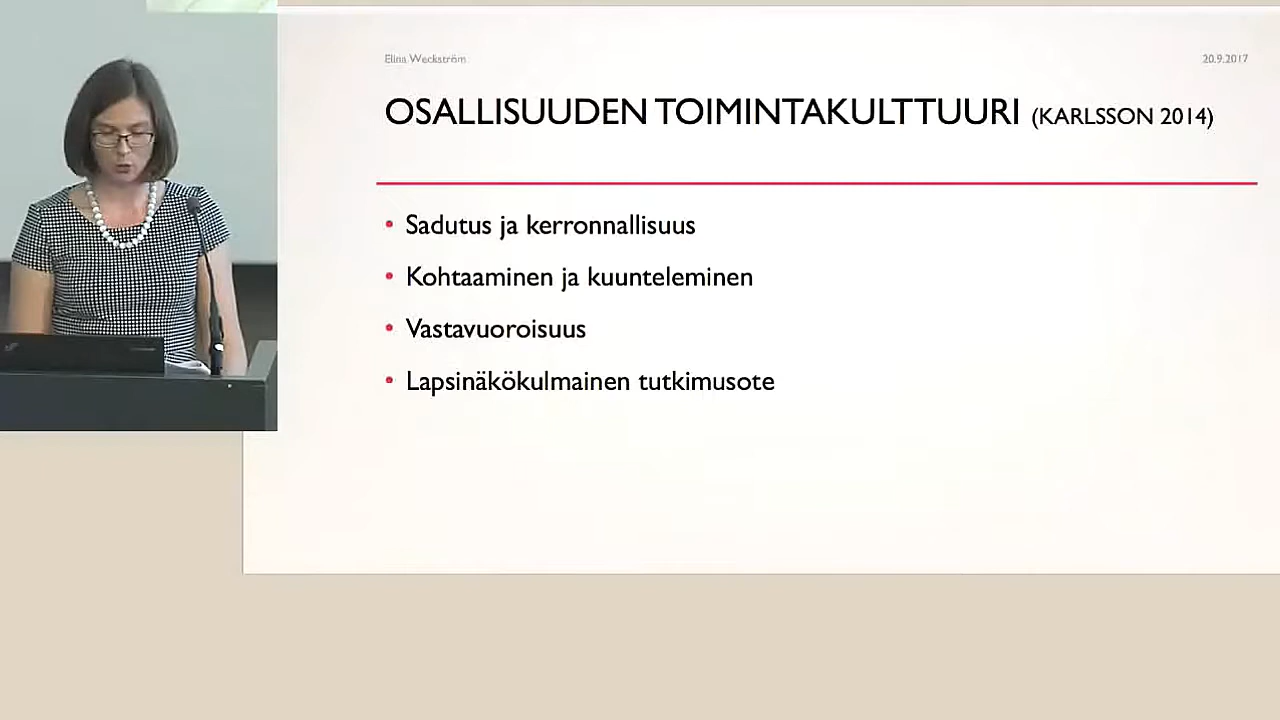 Elina Weckström
20.9.2017
OSALLISUUDEN TOIMINTAKULTTUURI (KARLSSON 2014)
• Sadutus ja kerronnallisuus
• Kohtaaminen ja kuunteleminen
• Vastavuoroisuus
• Lapsinäkökulmainen tutkimusote